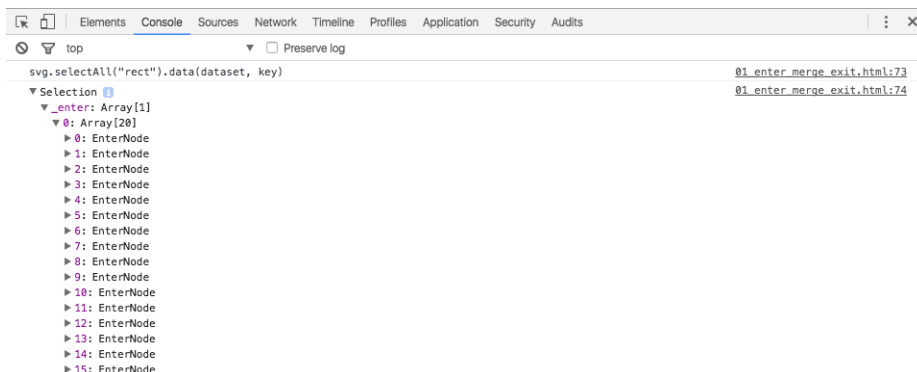 Elements Console Sources Network Timeline Profiles Application Security Audits
top Preserve log
svg.selectAll("rect").data(dataset, key) 01 enter merge exit.html:73
Selection 01 enter merge exit.html:74
_enter: Array[1]
0: Array[20]
0: EnterNode
1: EnterNode
2: EnterNode
3: EnterNode
4: EnterNode
5: EnterNode
6: EnterNode
7: EnterNode
8: EnterNode
9: EnterNode
10: EnterNode
11: EnterNode
12: EnterNode
13: EnterNode
14: EnterNode
15: EnterNode